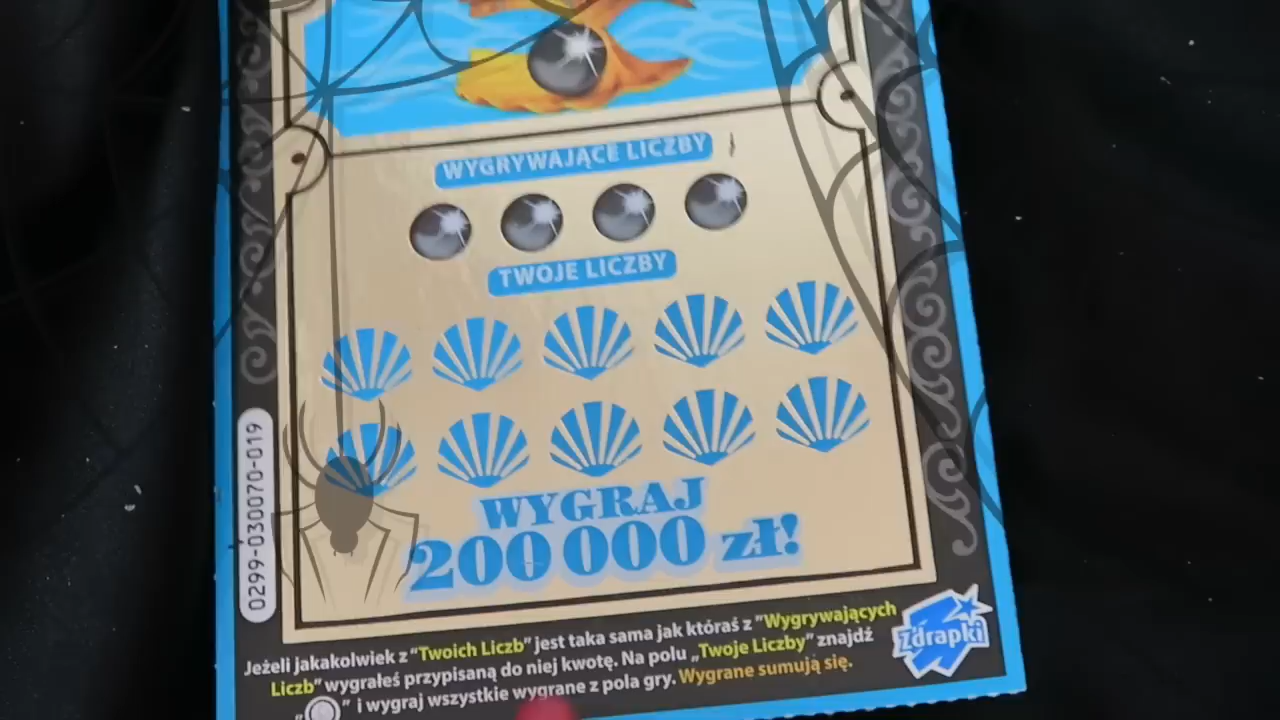 WYGRYWAJĄCE LICZBY
TWOJE LICZBY
WYGRAJ
200 000 zł!
0299-030070-019
Jeżeli jakakolwiek z "Twoich Liczb" jest taka sama jak któraś z "Wygrywających
Liczb" wygrałeś przypisaną do niej kwotę. Na polu „Twoje Liczby" znajdź
„ " i wygraj wszystkie wygrane z pola gry. Wygrane sumują się.
Zdrapki